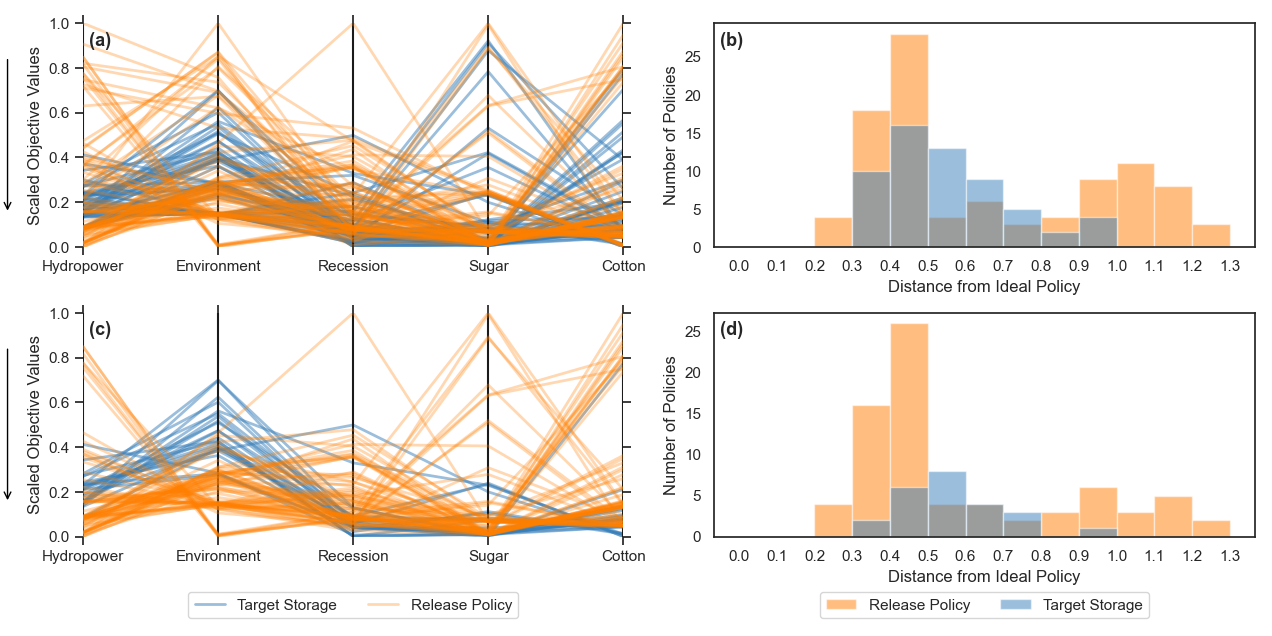 (a)
Scaled Objective Values
1.0
0.8
0.6
0.4
0.2
0.0
Hydropower Environment Recession Sugar Cotton
(b)
Number of Policies
25
20
15
10
5
0
0.0 0.1 0.2 0.3 0.4 0.5 0.6 0.7 0.8 0.9 1.0 1.1 1.2 1.3
Distance from Ideal Policy
(c)
Scaled Objective Values
1.0
0.8
0.6
0.4
0.2
0.0
Hydropower Environment Recession Sugar Cotton
Target Storage Release Policy
(d)
Number of Policies
25
20
15
10
5
0
0.0 0.1 0.2 0.3 0.4 0.5 0.6 0.7 0.8 0.9 1.0 1.1 1.2 1.3
Distance from Ideal Policy
Release Policy Target Storage